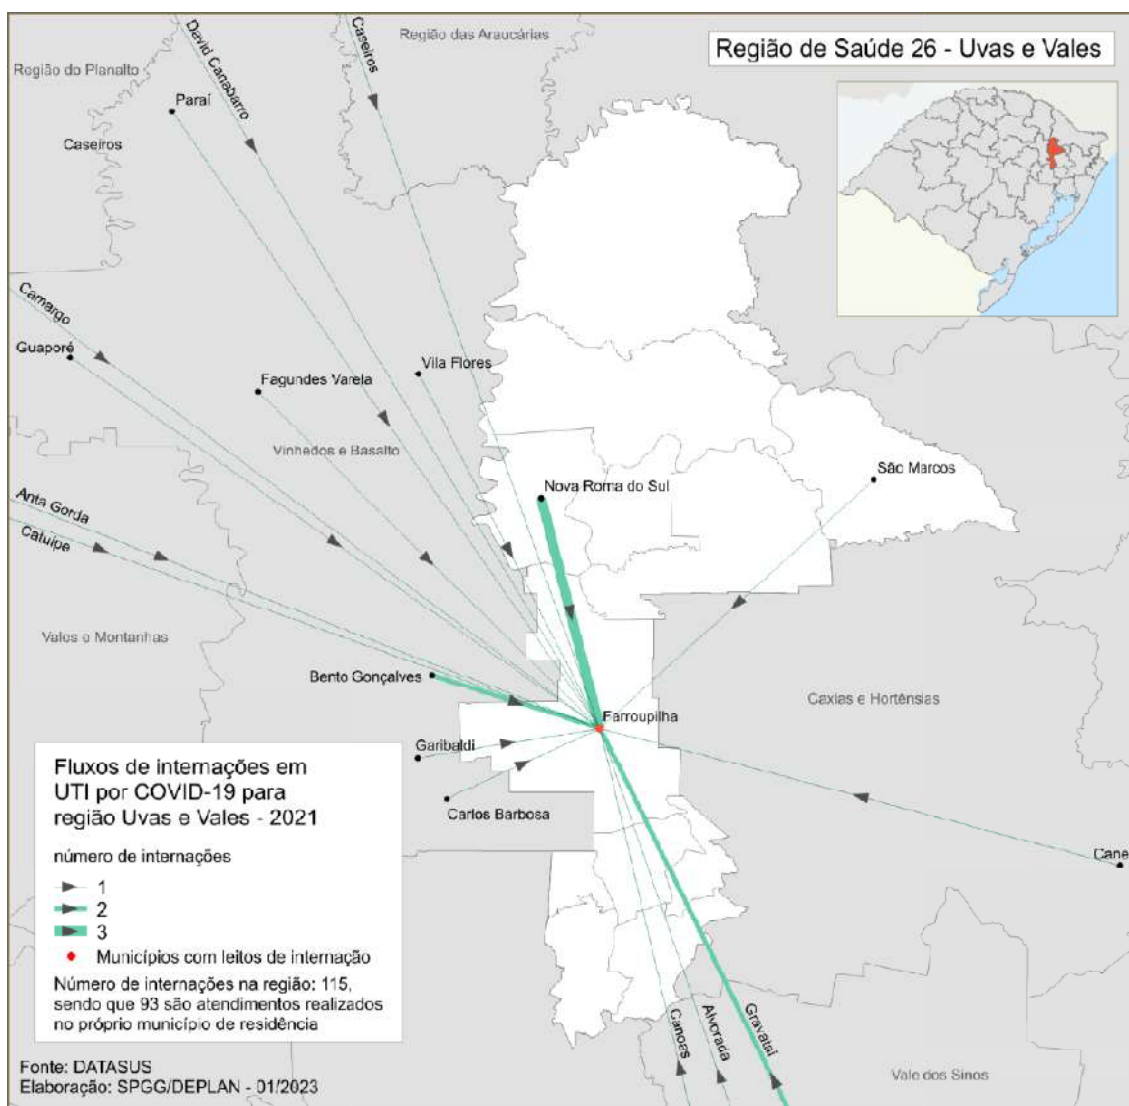 Região de Saúde 26 - Uvas e Vales
Região das Araucárias
David Canabarro
Caseiros
Região do Planalto
Paraí
Caseiros
Camargo
Guaporé
Vila Flores
Fagundes Varela
Vinhedos e Basalto
São Marcos
Nova Roma do Sul
Anta Gorda
Catuípe
Vales e Montanhas
Bento Gonçalves
Caxias e Hortênsias
Farroupilha
Garibaldi
Carlos Barbosa
Cane
Fluxos de internações em
UTI por COVID-19 para
região Uvas e Vales - 2021
número de internações
1
2
3
Municípios com leitos de internação
Número de internações na região: 115,
sendo que 93 são atendimentos realizados
no próprio município de residência
Canoas
Alvorada
Gravataí
Vale dos Sinos
Fonte: DATASUS
Elaboração: SPGG/DEPLAN - 01/2023